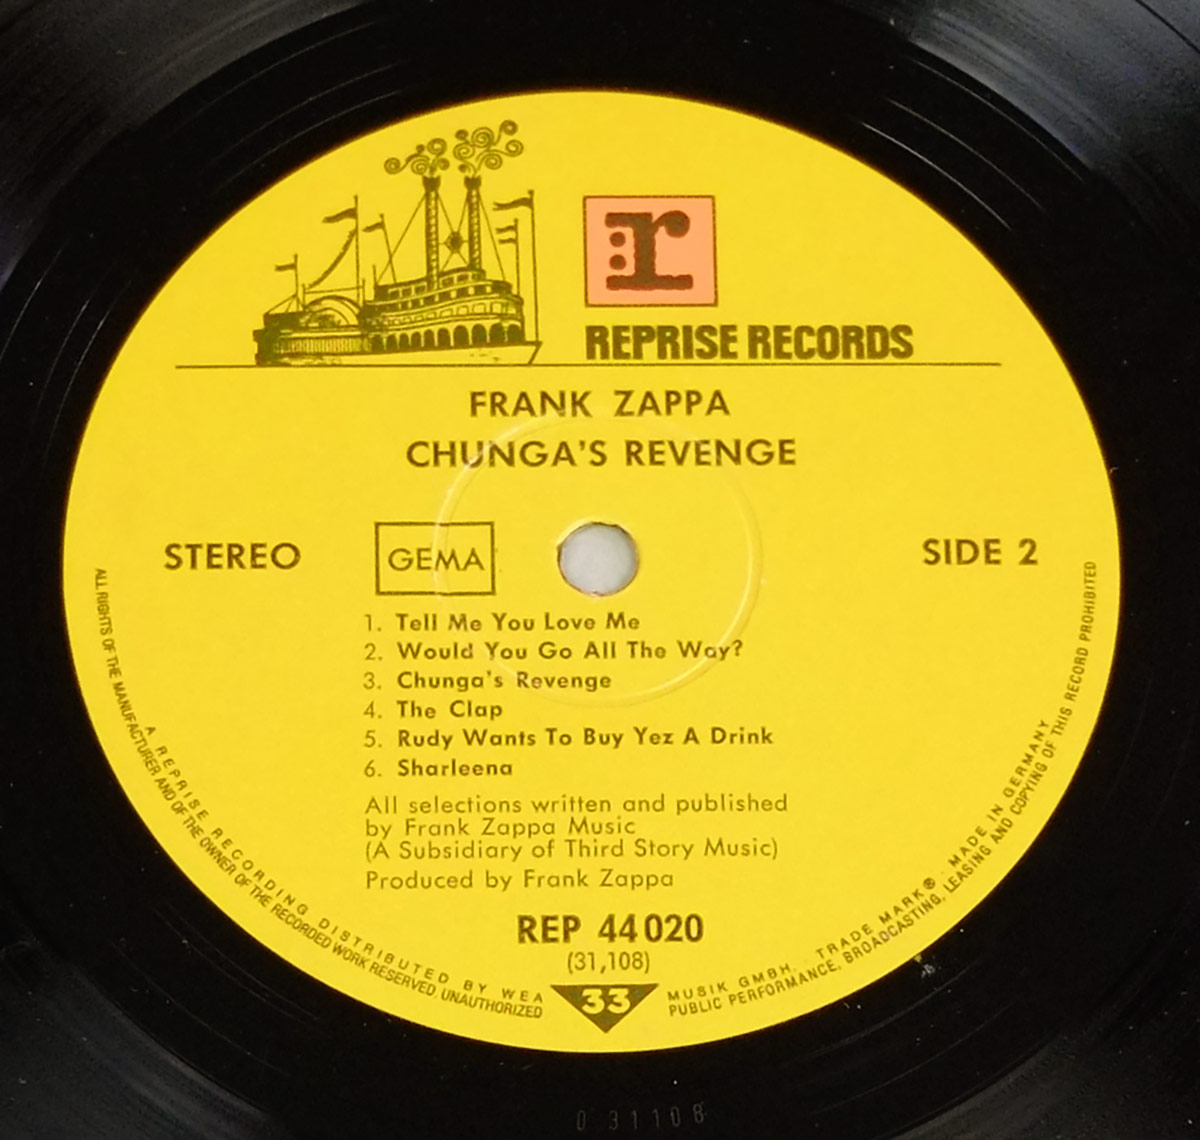 r:
REPRISE RECORDS
FRANK ZAPPA
CHUNGA'S REVENGE
STEREO
GEMA
SIDE 2
1. Tell Me You Love Me
2. Would You Go All The Way?
3. Chunga's Revenge
4. The Clap
5. Rudy Wants To Buy Yez A Drink
6. Sharleena
All selections written and published
by Frank Zappa Music
(A Subsidiary of Third Story Music)
Produced by Frank Zappa
REP 44 020
(31,108)
33
A REPRISE RECORDING DISTRIBUTED BY WEA MUSIK GMBH. TRADE MARK® . MADE IN GERMANY
ALL RIGHTS OF THE MANUFACTURER AND OF THE OWNER OF THE RECORDED WORK RESERVED. UNAUTHORIZED PUBLIC PERFORMANCE, BROADCASTING, LEASING AND COPYING OF THIS RECORD PROHIBITED
0 31108